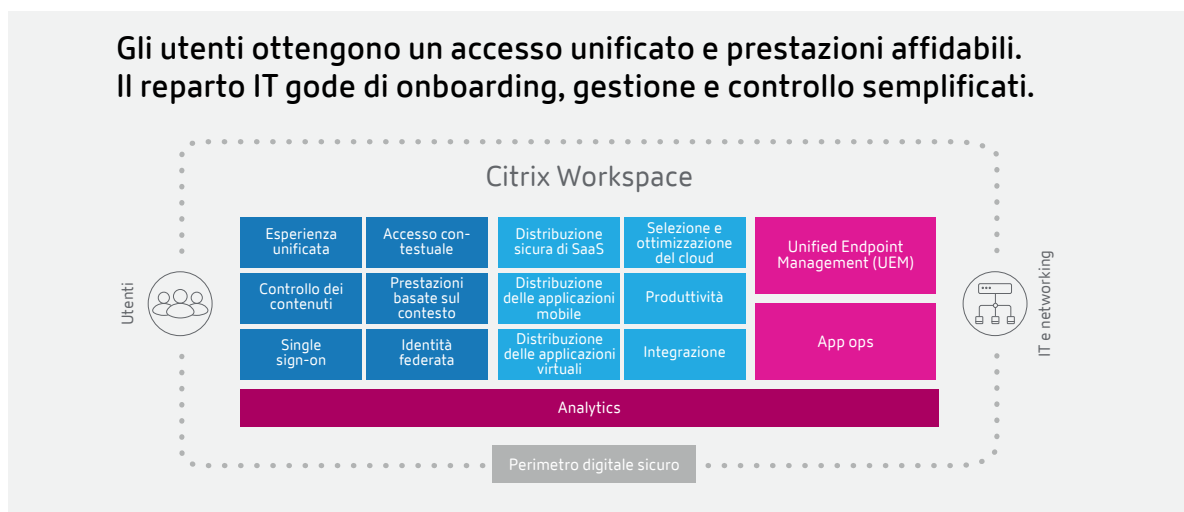 Gli utenti ottengono un accesso unificato e prestazioni affidabili.
Il reparto IT gode di onboarding, gestione e controllo semplificati.
Citrix Workspace
Utenti
Esperienza
unificata
Accesso con-
testuale
Distribuzione
sicura di SaaS
Selezione e
ottimizzazione
del cloud
Unified Endpoint
Management (UEM)
Controllo dei
contenuti
Prestazioni
basate sul
contesto
Distribuzione
delle applicazioni
mobile
Produttività
Single
sign-on
Identità
federata
Distribuzione
delle applicazioni
virtuali
Integrazione
App ops
IT e networking
Analytics
Perimetro digitale sicuro